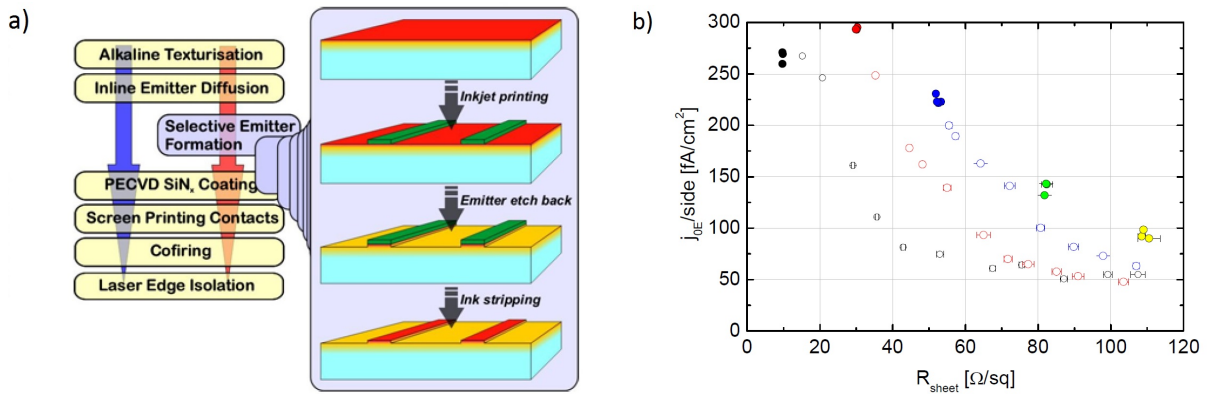 a)
Alkaline Texturisation
Inline Emitter Diffusion
Selective Emitter
Formation
PECVD SiNₓ Coating
Screen Printing Contacts
Cofiring
Laser Edge Isolation
Inkjet printing
Emitter etch back
Ink stripping
b)
300
250
200
150
100
50
0
j0E/side [fA/cm²]
0 20 40 60 80 100 120
Rsheet [Ω/sq]